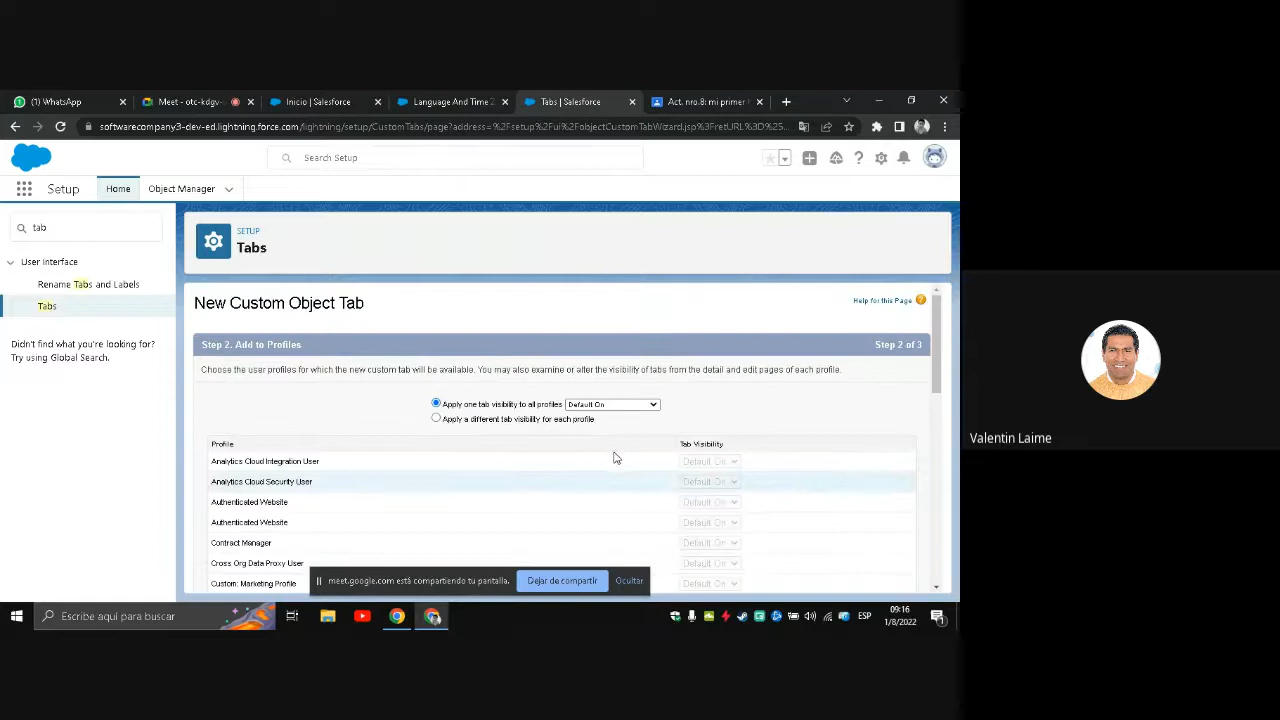 (1) WhatsApp
Meet - otc-kdgv-
Inicio | Salesforce
Language And Time Z
Tabs | Salesforce
Act. nro.8: mi primer
softwarecompany3-dev-ed.lightning.force.com/lightning/setup/CustomTabs/page?address=%2Fsetup%2Fui%2FobjectCustomTabWizard.jsp%3FretURL%3D%25...
Search Setup
Setup
Home
Object Manager
tab
User Interface
Rename Tabs and Labels
Tabs
Didn't find what you're looking for?
Try using Global Search.
SETUP
Tabs
New Custom Object Tab
Help for this Page
Step 2. Add to Profiles
Step 2 of 3
Choose the user profiles for which the new custom tab will be available. You may also examine or alter the visibility of tabs from the detail and edit pages of each profile.
Apply one tab visibility to all profiles Default On
Apply a different tab visibility for each profile
Profile Tab Visibility
Analytics Cloud Integration User Default On
Analytics Cloud Security User Default On
Authenticated Website Default On
Authenticated Website Default On
Contract Manager Default On
Cross Org Data Proxy User Default On
Custom: Marketing Profile Default On
meet.google.com está compartiendo tu pantalla.
Dejar de compartir
Ocultar
Escribe aquí para buscar
ESP
09:16
1/8/2022
1
Valentin Laime